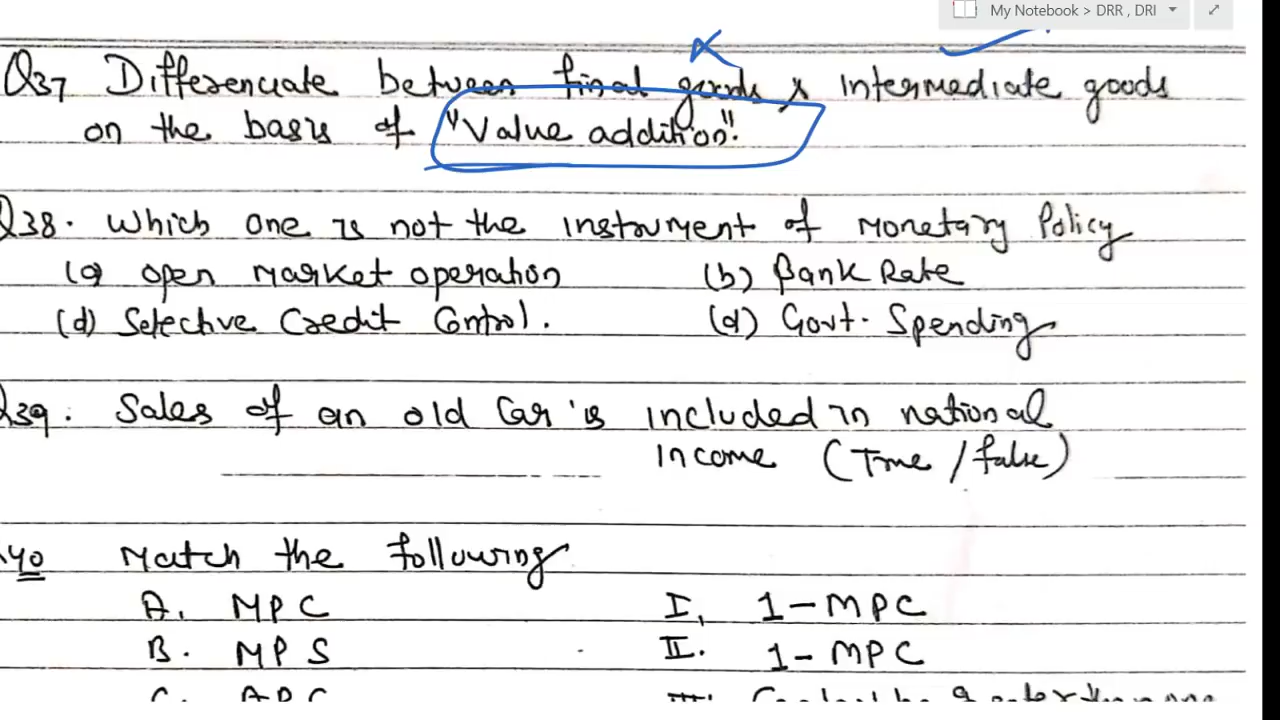 My Notebook > DRR , DRI
Q37 Differenciate between final goods & intermediate goods
on the basis of "Value addition".
Q38. Which one is not the instrument of Monetary Policy
(a) open market operation (b) Bank Rate
(d) Selective Credit Control. (d) Govt. Spending
Q39. Sales of an old Car is included in national
income (True / false)
40 Match the following
A. MPC I, 1-MPC
B. MPS II. 1-MPC
C. APC